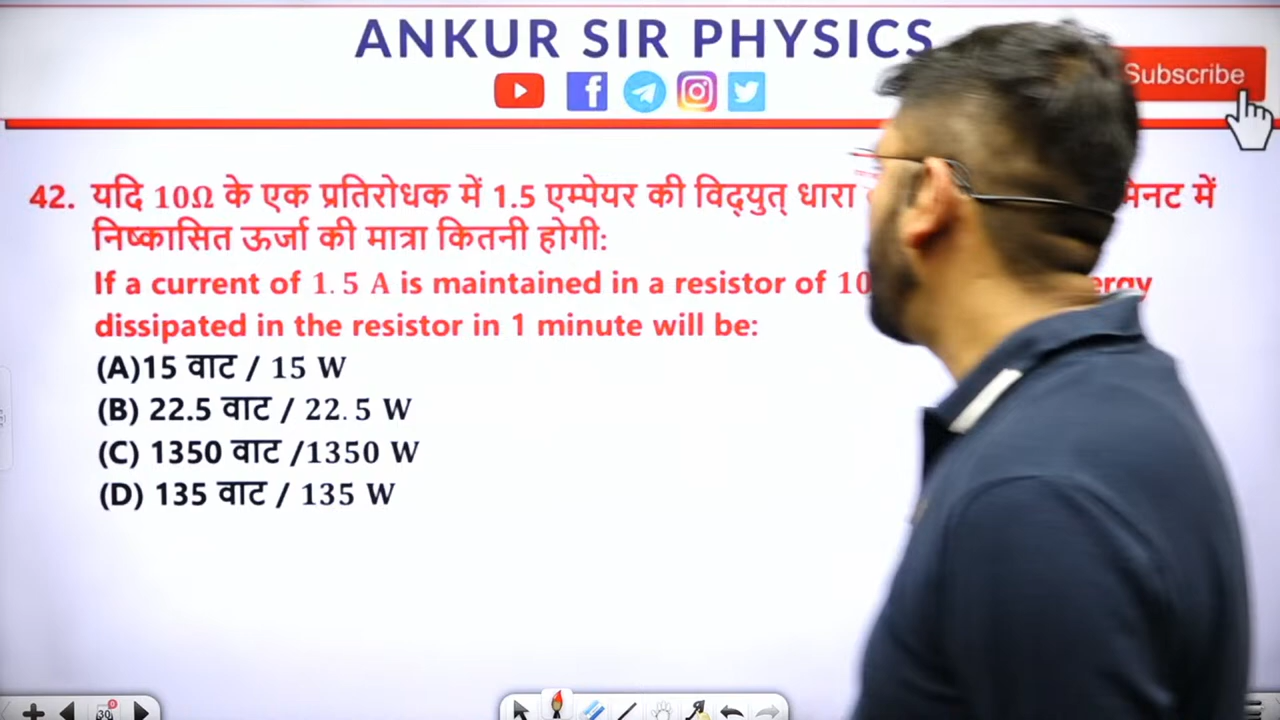 ANKUR SIR PHYSICS
Subscribe
42. यदि 10Ω के एक प्रतिरोधक में 1.5 एम्पेयर की विद्युत् धारा में
निष्कासित ऊर्जा की मात्रा कितनी होगी:
If a current of 1.5 A is maintained in a resistor of 10
dissipated in the resistor in 1 minute will be:
(A)15 वाट / 15 W
(B) 22.5 वाट / 22.5 W
(C) 1350 वाट /1350 W
(D) 135 वाट / 135 W
30